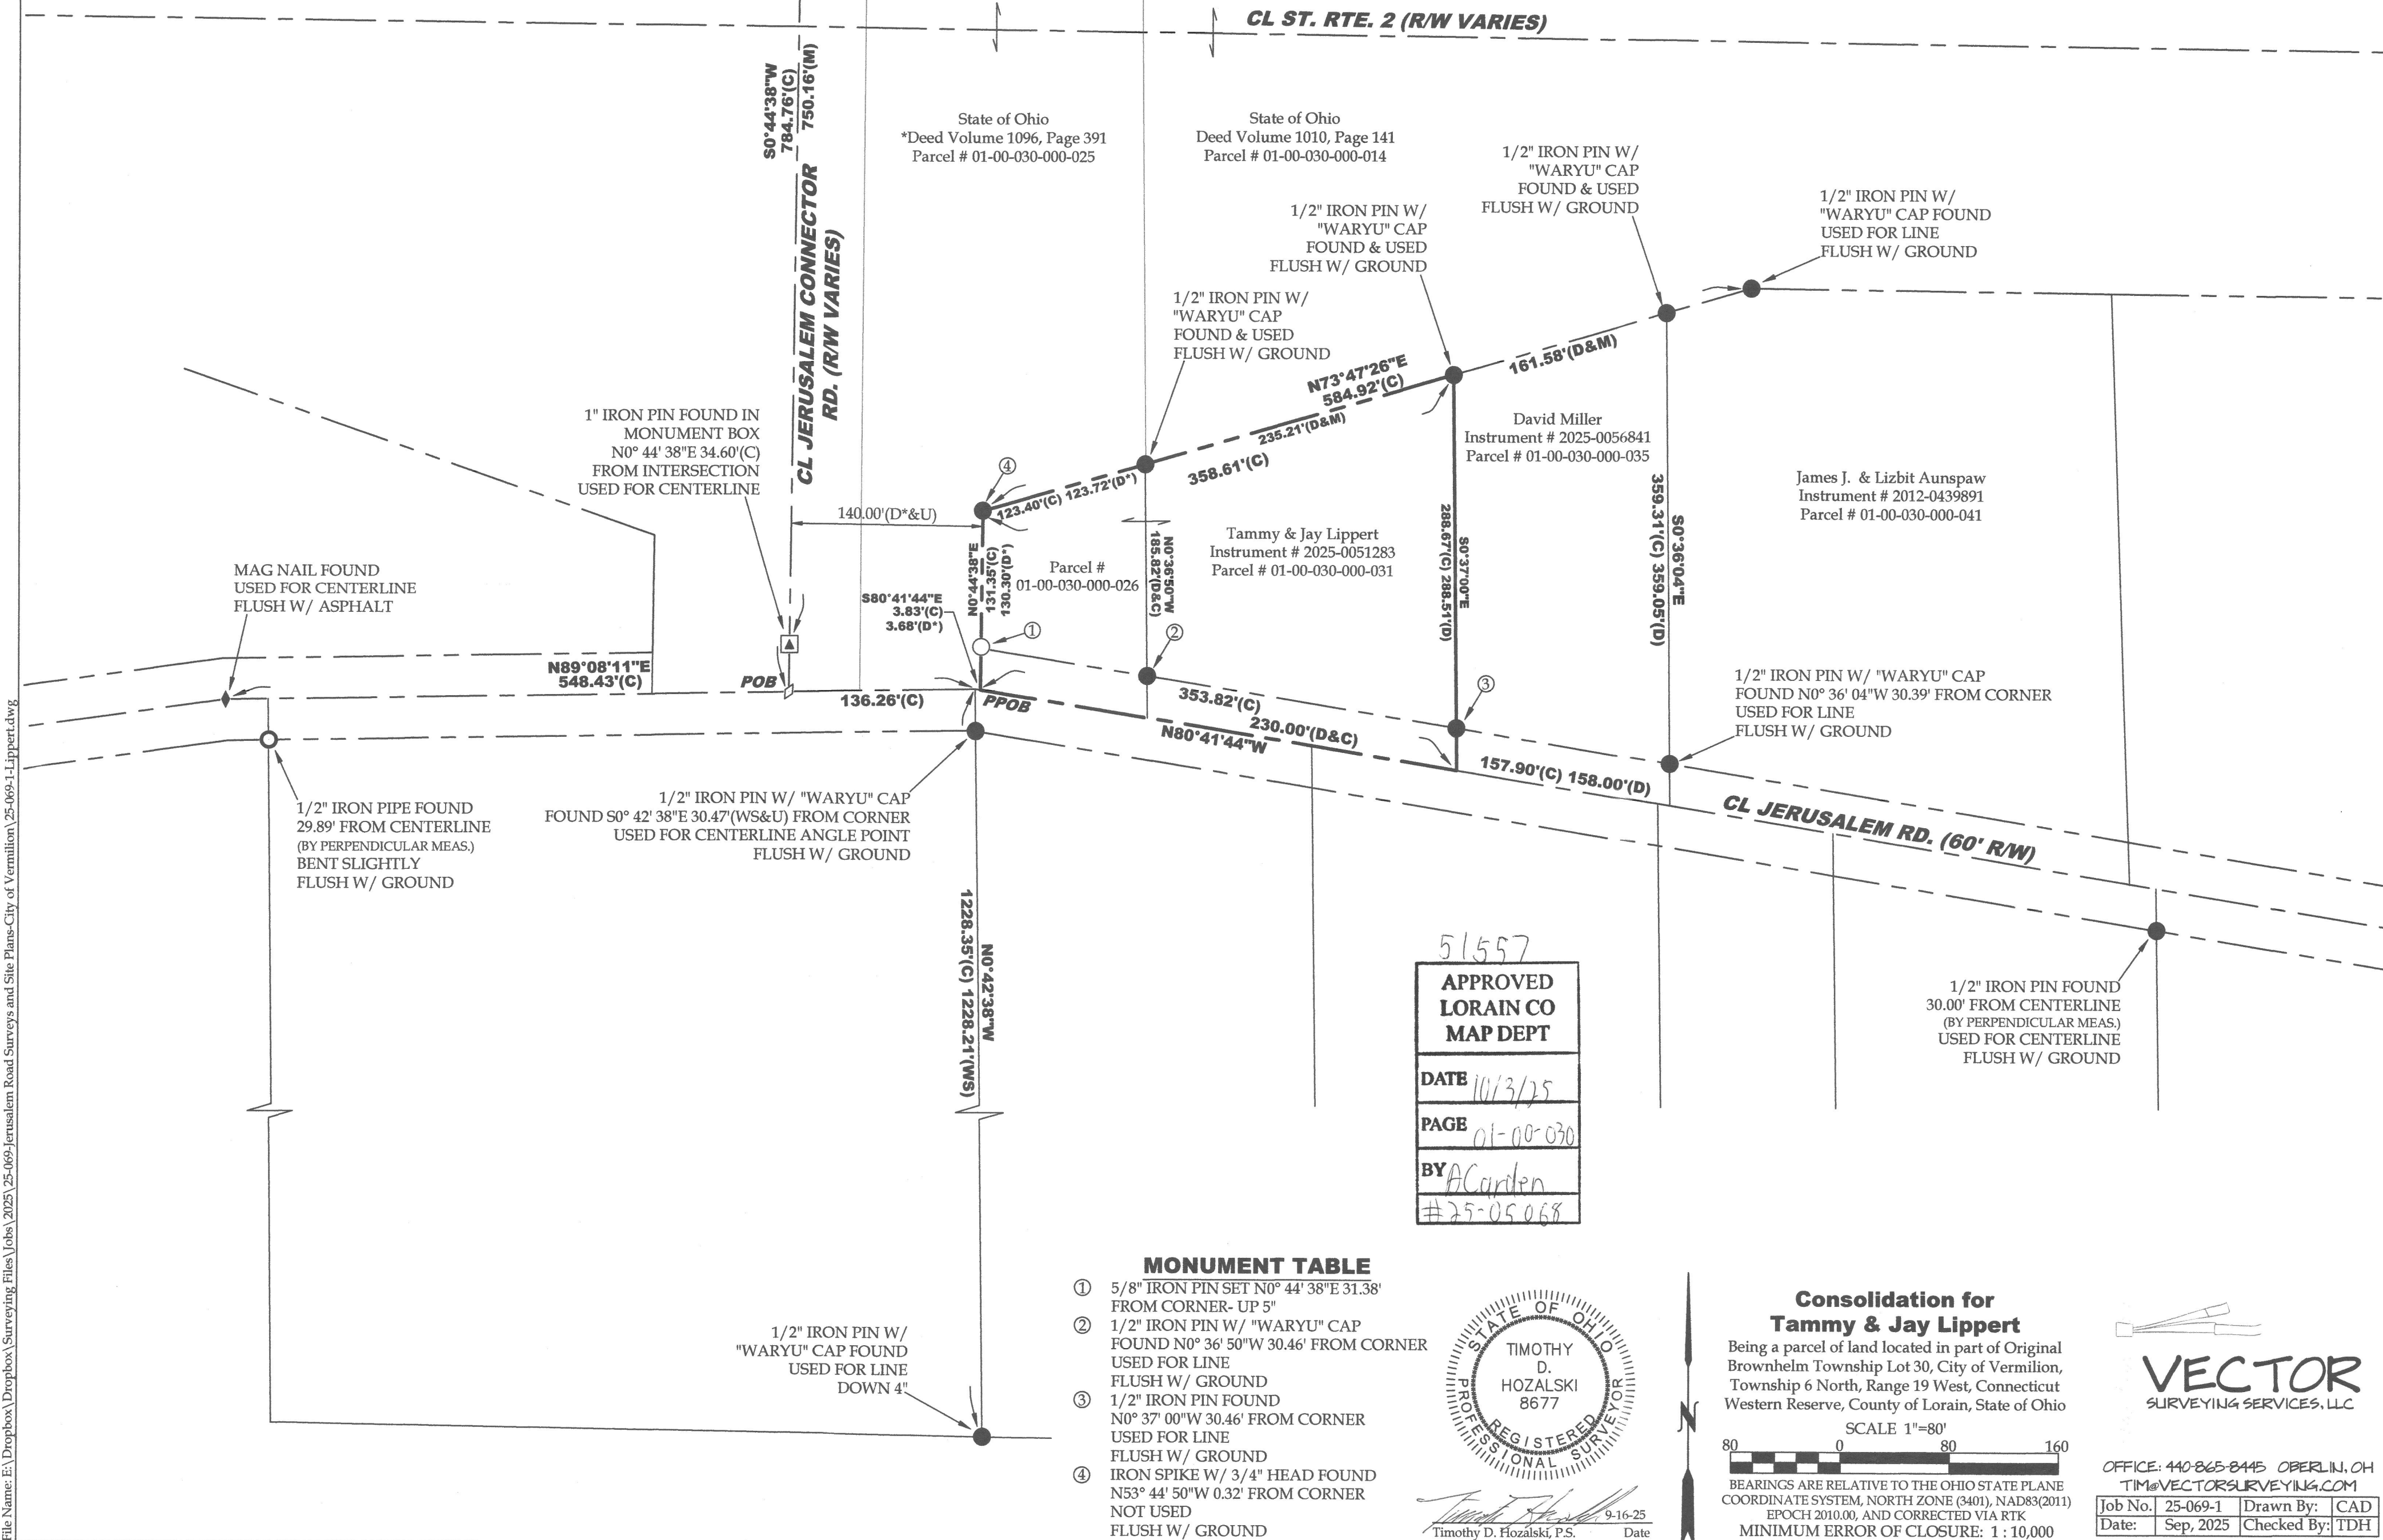 CL ST. RTE. 2 (R/W VARIES)
S0°44'38"W
784.76'(C)
750.16'(M)
CL JERUSALEM CONNECTOR
RD. (R/W VARIES)
State of Ohio
*Deed Volume 1096, Page 391
Parcel # 01-00-030-000-025
State of Ohio
Deed Volume 1010, Page 141
Parcel # 01-00-030-000-014
1/2" IRON PIN W/
"WARYU" CAP
FOUND & USED
FLUSH W/ GROUND
1/2" IRON PIN W/
"WARYU" CAP FOUND
USED FOR LINE
FLUSH W/ GROUND
1/2" IRON PIN W/
"WARYU" CAP
FOUND & USED
FLUSH W/ GROUND
1/2" IRON PIN W/
"WARYU" CAP
FOUND & USED
FLUSH W/ GROUND
N73°47'26"E
584.92'(C)
161.58'(D&M)
235.21'(D&M)
358.61'(C)
123.40'(C) 123.72'(D*)
4
1" IRON PIN FOUND IN
MONUMENT BOX
N0° 44' 38"E 34.60'(C)
FROM INTERSECTION
USED FOR CENTERLINE
140.00'(D*&U)
David Miller
Instrument # 2025-0056841
Parcel # 01-00-030-000-035
James J. & Lizbit Aunspaw
Instrument # 2012-0439891
Parcel # 01-00-030-000-041
359.31'(C) 359.05'(D)
S0°36'04"E
288.67'(C) 288.51'(D)
S0°37'00"E
Tammy & Jay Lippert
Instrument # 2025-0051283
Parcel # 01-00-030-000-031
N0°36'50"W
185.82'(D&C)
Parcel #
01-00-030-000-026
N0°44'38"E
131.35'(C)
130.30'(D*)
S80°41'44"E
3.83'(C)
3.68'(D*)
1
2
3
MAG NAIL FOUND
USED FOR CENTERLINE
FLUSH W/ ASPHALT
N89°08'11"E
548.43'(C)
POB
136.26'(C)
PPOB
353.82'(C)
230.00'(D&C)
N80°41'44"W
157.90'(C) 158.00'(D)
1/2" IRON PIN W/ "WARYU" CAP
FOUND N0° 36' 04"W 30.39' FROM CORNER
USED FOR LINE
FLUSH W/ GROUND
CL JERUSALEM RD. (60' R/W)
1/2" IRON PIPE FOUND
29.89' FROM CENTERLINE
(BY PERPENDICULAR MEAS.)
BENT SLIGHTLY
FLUSH W/ GROUND
1/2" IRON PIN W/ "WARYU" CAP
FOUND S0° 42' 38"E 30.47'(WS&U) FROM CORNER
USED FOR CENTERLINE ANGLE POINT
FLUSH W/ GROUND
1228.35'(C) 1228.21'(WS)
N0°42'38"W
1/2" IRON PIN FOUND
30.00' FROM CENTERLINE
(BY PERPENDICULAR MEAS.)
USED FOR CENTERLINE
FLUSH W/ GROUND
51557
APPROVED
LORAIN CO
MAP DEPT
DATE 10/3/25
PAGE 01-00-030
BY ACarden
#25-05068
1/2" IRON PIN W/
"WARYU" CAP FOUND
USED FOR LINE
DOWN 4"
MONUMENT TABLE
1 5/8" IRON PIN SET N0° 44' 38"E 31.38'
FROM CORNER- UP 5"
2 1/2" IRON PIN W/ "WARYU" CAP
FOUND N0° 36' 50"W 30.46' FROM CORNER
USED FOR LINE
FLUSH W/ GROUND
3 1/2" IRON PIN FOUND
N0° 37' 00"W 30.46' FROM CORNER
USED FOR LINE
FLUSH W/ GROUND
4 IRON SPIKE W/ 3/4" HEAD FOUND
N53° 44' 50"W 0.32' FROM CORNER
NOT USED
FLUSH W/ GROUND
STATE OF OHIO
TIMOTHY
D.
HOZALSKI
8677
REGISTERED
PROFESSIONAL SURVEYOR
9-16-25
Timothy D. Hozalski, P.S. Date
N
Consolidation for
Tammy & Jay Lippert
Being a parcel of land located in part of Original
Brownhelm Township Lot 30, City of Vermilion,
Township 6 North, Range 19 West, Connecticut
Western Reserve, County of Lorain, State of Ohio
SCALE 1"=80'
80 0 80 160
BEARINGS ARE RELATIVE TO THE OHIO STATE PLANE
COORDINATE SYSTEM, NORTH ZONE (3401), NAD83(2011)
EPOCH 2010.00, AND CORRECTED VIA RTK
MINIMUM ERROR OF CLOSURE: 1 : 10,000
VECTOR
SURVEYING SERVICES, LLC
OFFICE: 440-865-8445 OBERLIN, OH
TIM@VECTORSURVEYING.COM
Job No. 25-069-1 Drawn By: CAD
Date: Sep, 2025 Checked By: TDH
File Name: E:\Dropbox\Dropbox\Surveying Files\Jobs\2025\25-069-Jerusalem Road Surveys and Site Plans-City of Vermilion\25-069-1-Lippert.dwg